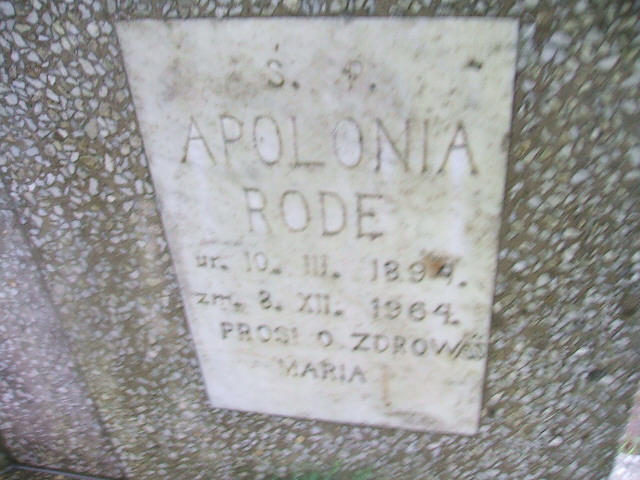 Ś. P.
APOLONIA
RODE
ur. 10. III. 1894.
zm. 8. XII. 1964.
PROSI O ZDROWAŚ
MARIA